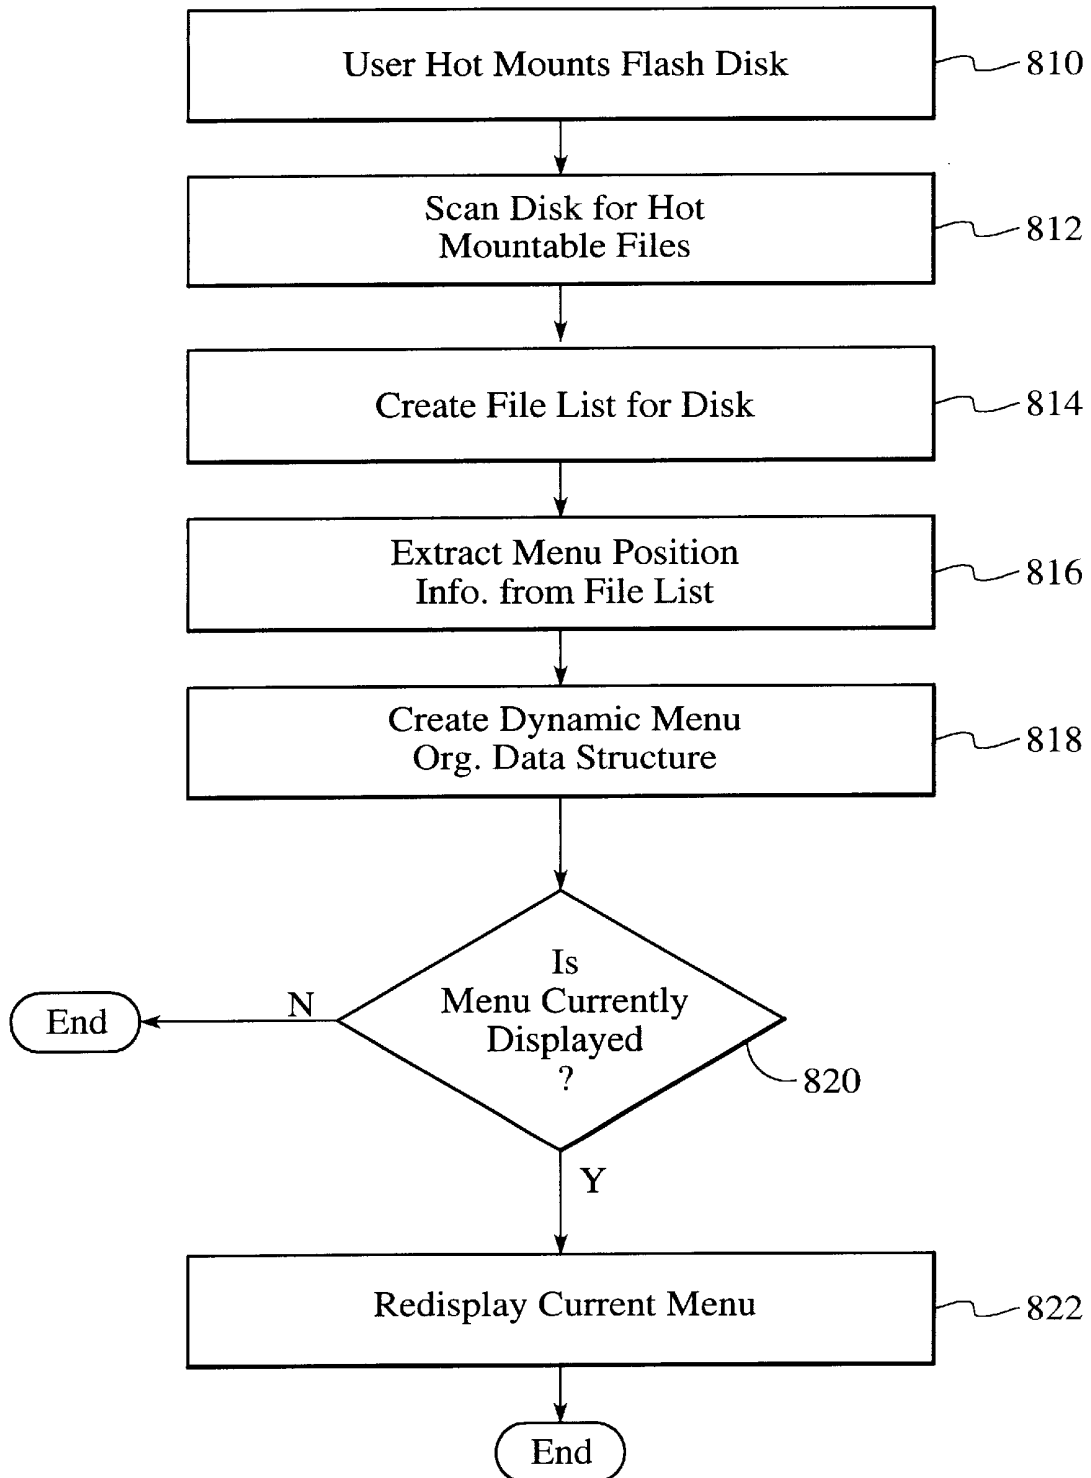 User Hot Mounts Flash Disk
810
Scan Disk for Hot
Mountable Files
812
Create File List for Disk
814
Extract Menu Position
Info. from File List
816
Create Dynamic Menu
Org. Data Structure
818
Is
Menu Currently
Displayed
?
820
N
End
Y
Redisplay Current Menu
822
End